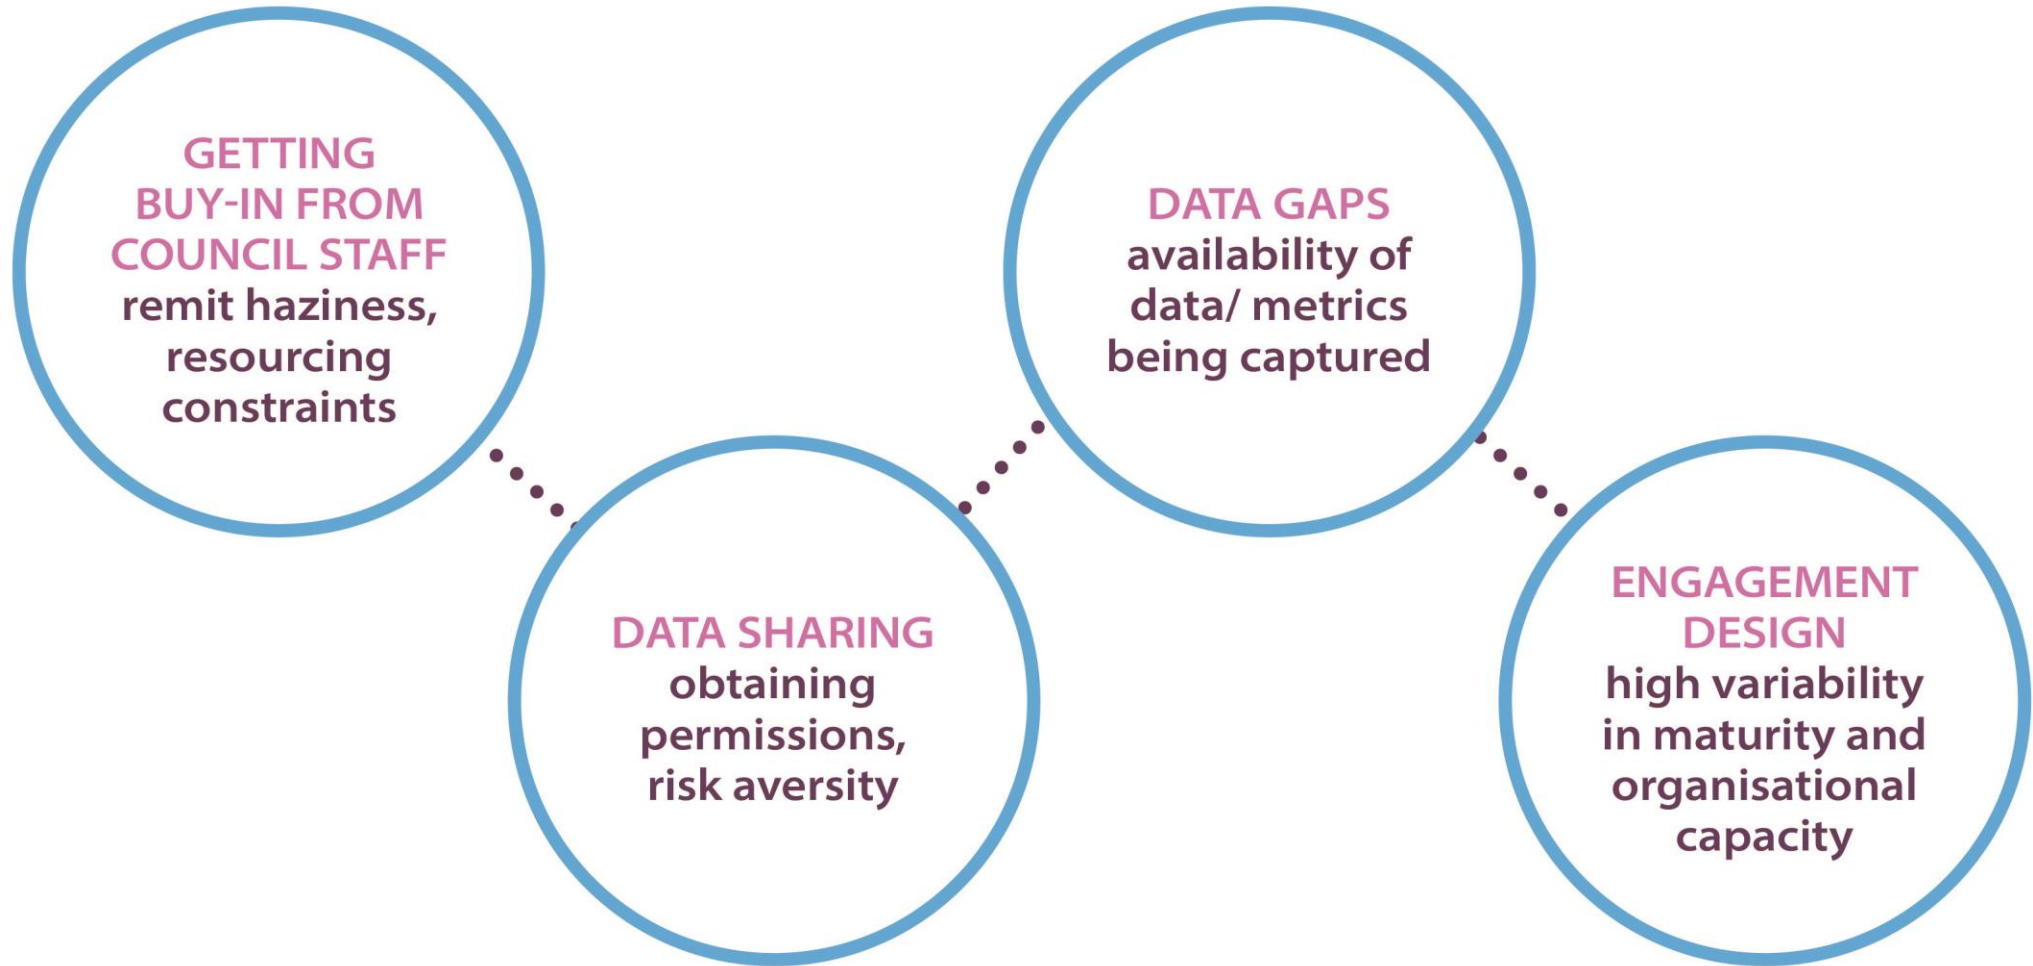 GETTING
BUY-IN FROM
COUNCIL STAFF
remit haziness,
resourcing
constraints
DATA SHARING
obtaining
permissions,
risk aversity
DATA GAPS
availability of
data/ metrics
being captured
ENGAGEMENT
DESIGN
high variability
in maturity and
organisational
capacity